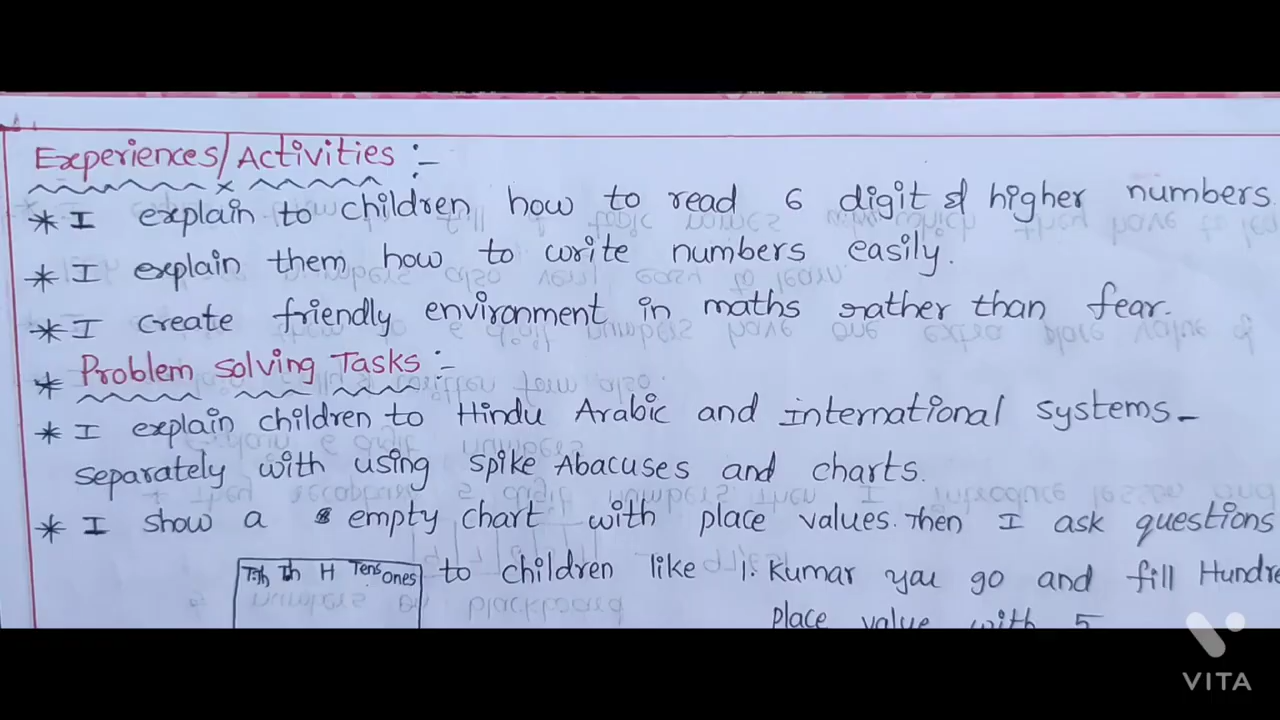 Experiences/Activities :-
* I explain to children how to read 6 digit & higher numbers.
* I explain them how to write numbers easily.
* I create friendly environment in maths rather than fear.
* Problem solving Tasks :-
* I explain children to Hindu Arabic and international systems-
separately with using spike Abacuses and charts.
* I show a empty chart with place values. Then I ask questions
T.Th Th H Tens Ones to children like 1. Kumar you go and fill Hundre
place value with 5
VITA